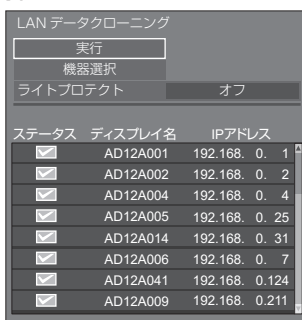 LAN データクローニング
実行
機器選択
ライトプロテクト オフ
ステータス ディスプレイ名 IPアドレス
AD12A001 192.168. 0. 1
AD12A002 192.168. 0. 2
AD12A004 192.168. 0. 4
AD12A005 192.168. 0. 25
AD12A014 192.168. 0. 31
AD12A006 192.168. 0. 7
AD12A041 192.168. 0.124
AD12A009 192.168. 0.211